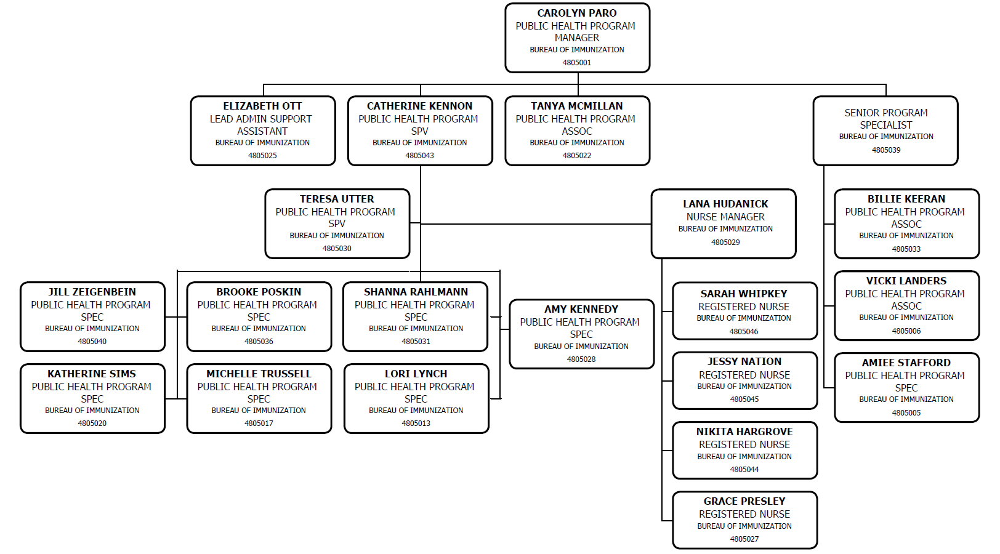 CAROLYN PARO
PUBLIC HEALTH PROGRAM
MANAGER
BUREAU OF IMMUNIZATION
4805001
ELIZABETH OTT
LEAD ADMIN SUPPORT
ASSISTANT
BUREAU OF IMMUNIZATION
4805025
CATHERINE KENNON
PUBLIC HEALTH PROGRAM
SPV
BUREAU OF IMMUNIZATION
4805043
TANYA MCMILLAN
PUBLIC HEALTH PROGRAM
ASSOC
BUREAU OF IMMUNIZATION
4805022
SENIOR PROGRAM
SPECIALIST
BUREAU OF IMMUNIZATION
4805039
TERESA UTTER
PUBLIC HEALTH PROGRAM
SPV
BUREAU OF IMMUNIZATION
4805030
LANA HUDANICK
NURSE MANAGER
BUREAU OF IMMUNIZATION
4805029
BILLIE KEERAN
PUBLIC HEALTH PROGRAM
ASSOC
BUREAU OF IMMUNIZATION
4805033
JILL ZEIGENBEIN
PUBLIC HEALTH PROGRAM
SPEC
BUREAU OF IMMUNIZATION
4805040
BROOKE POSKIN
PUBLIC HEALTH PROGRAM
SPEC
BUREAU OF IMMUNIZATION
4805036
SHANNA RAHLMANN
PUBLIC HEALTH PROGRAM
SPEC
BUREAU OF IMMUNIZATION
4805031
AMY KENNEDY
PUBLIC HEALTH PROGRAM
SPEC
BUREAU OF IMMUNIZATION
4805028
SARAH WHIPKEY
REGISTERED NURSE
BUREAU OF IMMUNIZATION
4805046
VICKI LANDERS
PUBLIC HEALTH PROGRAM
ASSOC
BUREAU OF IMMUNIZATION
4805006
KATHERINE SIMS
PUBLIC HEALTH PROGRAM
SPEC
BUREAU OF IMMUNIZATION
4805020
MICHELLE TRUSSELL
PUBLIC HEALTH PROGRAM
SPEC
BUREAU OF IMMUNIZATION
4805017
LORI LYNCH
PUBLIC HEALTH PROGRAM
SPEC
BUREAU OF IMMUNIZATION
4805013
JESSY NATION
REGISTERED NURSE
BUREAU OF IMMUNIZATION
4805045
AMIEE STAFFORD
PUBLIC HEALTH PROGRAM
SPEC
BUREAU OF IMMUNIZATION
4805005
NIKITA HARGROVE
REGISTERED NURSE
BUREAU OF IMMUNIZATION
4805044
GRACE PRESLEY
REGISTERED NURSE
BUREAU OF IMMUNIZATION
4805027